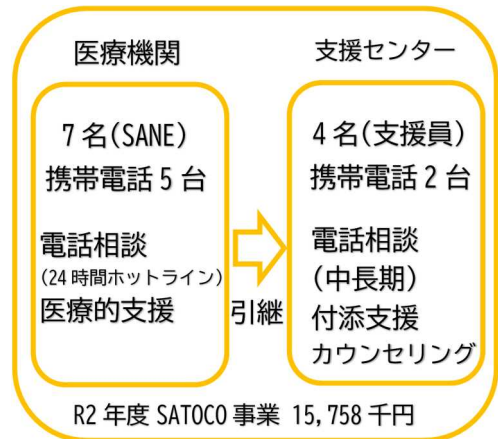 医療機関
7名(SANE)
携帯電話5台
電話相談
(24時間ホットライン)
医療的支援
引継
支援センター
4名(支援員)
携帯電話2台
電話相談
(中長期)
付添支援
カウンセリング
R2年度 SATOCO事業 15,758千円